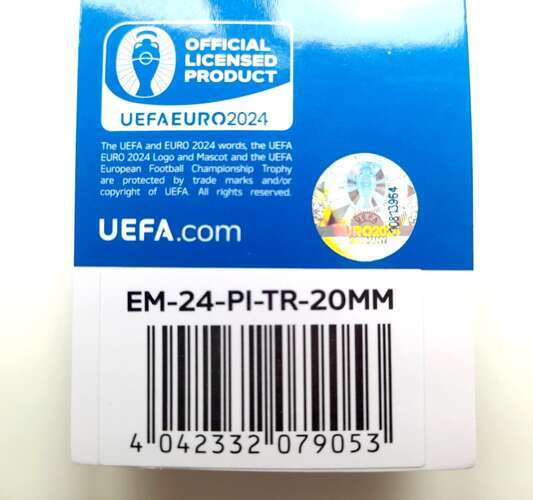 OFFICIAL
LICENSED
PRODUCT
UEFAEURO2024
The UEFA and EURO 2024 words, the UEFA
EURO 2024 Logo and Mascot and the UEFA
European Football Championship Trophy
are protected by trade marks and/or
copyright of UEFA. All rights reserved.
UEFA.com
UEFA
EM-24-PI-TR-20MM
4 042332 079053